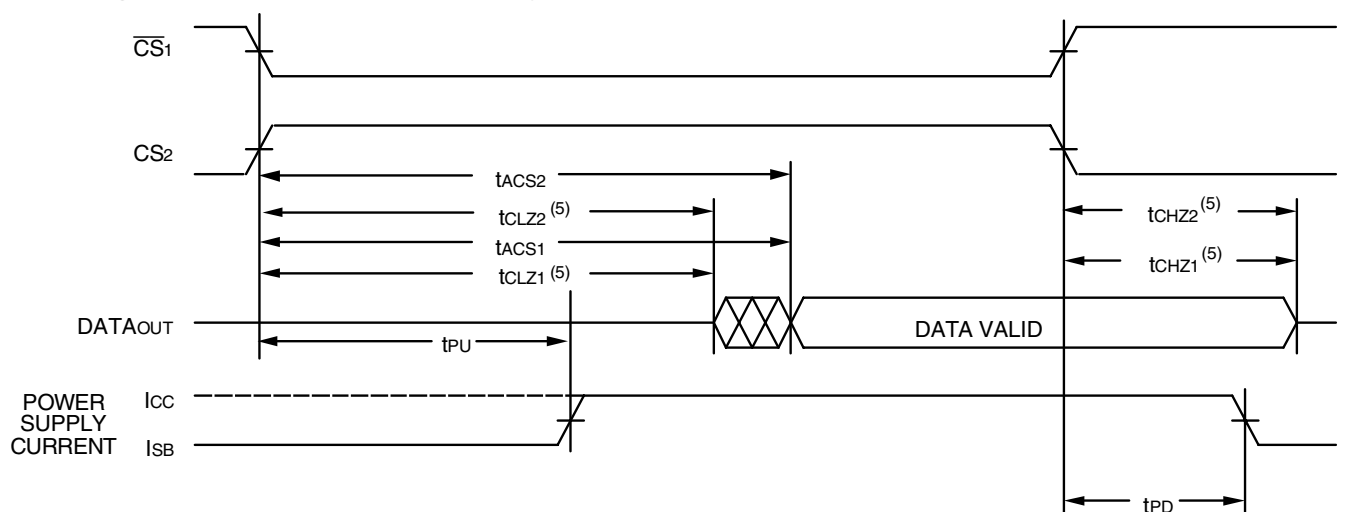 CS1
CS2
tACS2
tCLZ2 (5)
tCHZ2 (5)
tACS1
tCLZ1 (5)
tCHZ1 (5)
DATAOUT
DATA VALID
tPU
POWER SUPPLY CURRENT
ICC
ISB
tPD